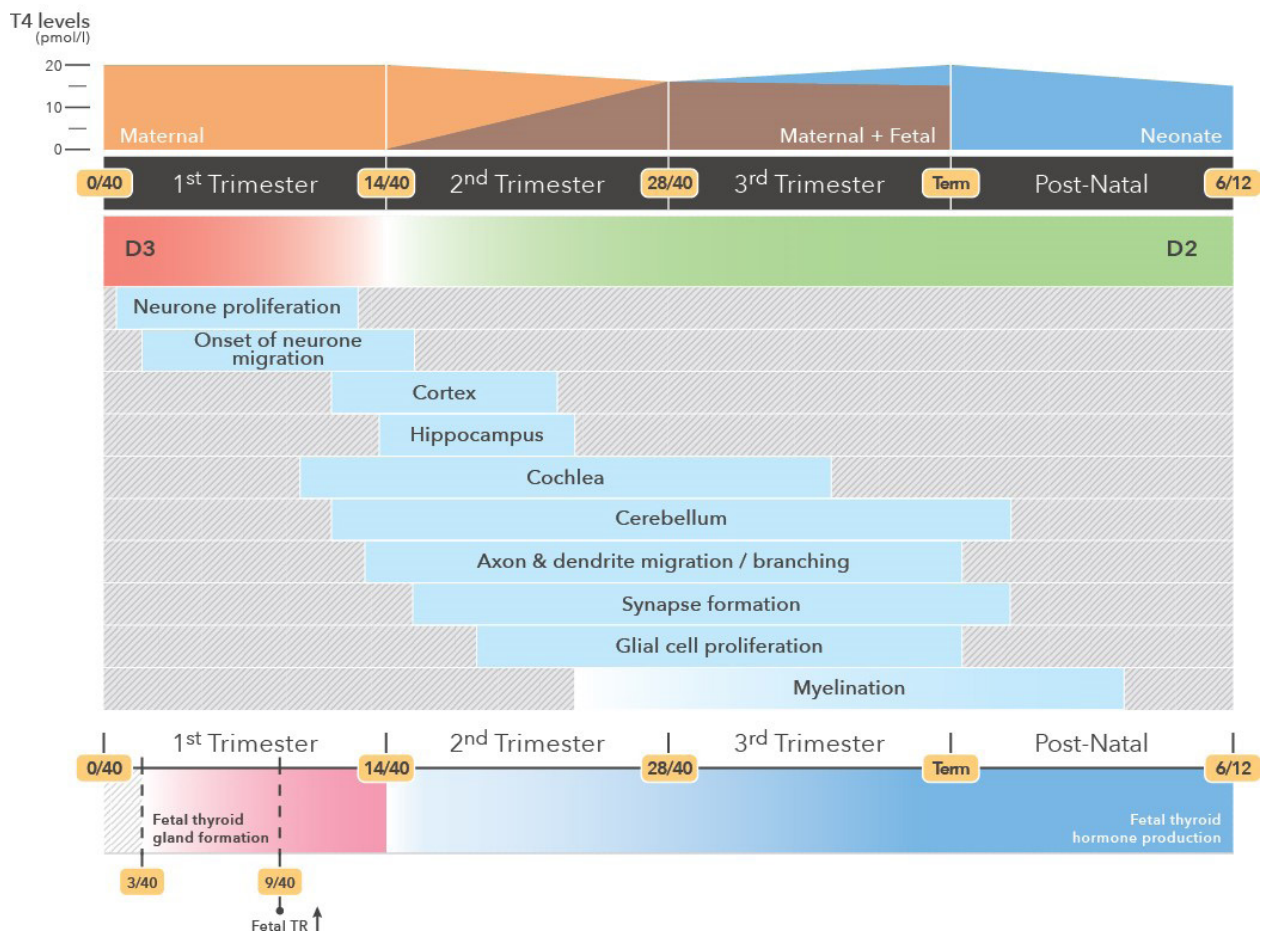 T4 levels
(pmol/l)
20
10
0
Maternal
Maternal + Fetal
Neonate
0/40
1st Trimester
14/40
2nd Trimester
28/40
3rd Trimester
Term
Post-Natal
6/12
D3
D2
Neurone proliferation
Onset of neurone
migration
Cortex
Hippocampus
Cochlea
Cerebellum
Axon & dendrite migration / branching
Synapse formation
Glial cell proliferation
Myelination
1st Trimester
2nd Trimester
3rd Trimester
Post-Natal
0/40
14/40
28/40
Term
6/12
Fetal thyroid
gland formation
Fetal thyroid
hormone production
3/40
9/40
Fetal TR